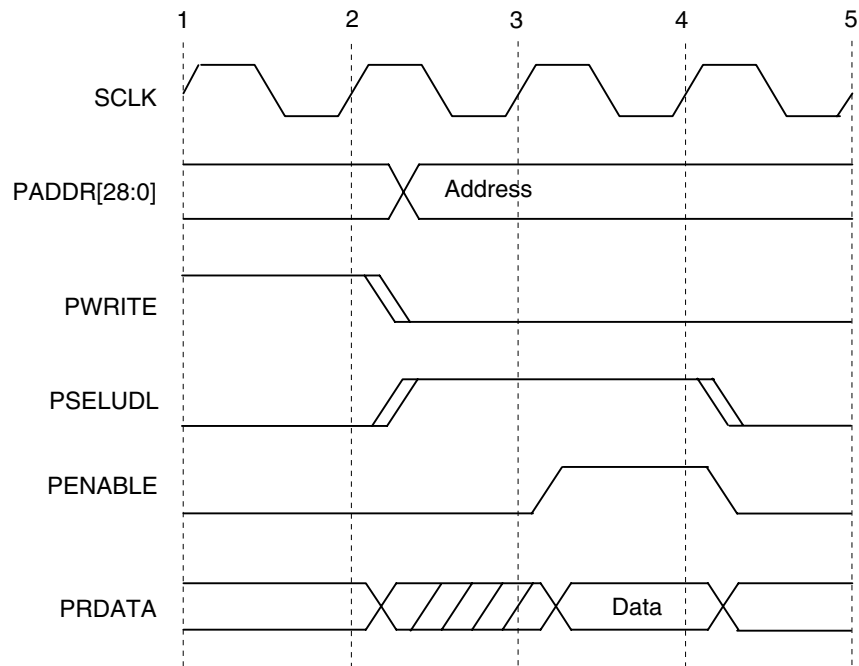 1 2 3 4 5
SCLK
PADDR[28:0] Address
PWRITE
PSELUDL
PENABLE
PRDATA Data